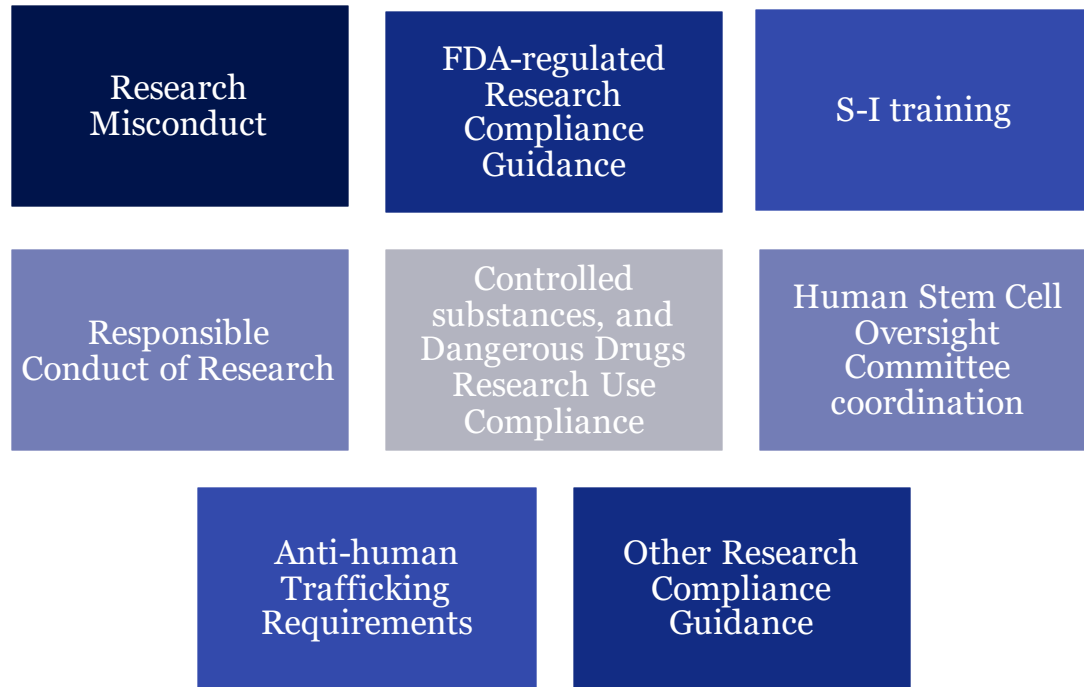 Research
Misconduct
FDA-regulated
Research
Compliance
Guidance
S-I training
Responsible
Conduct of Research
Controlled
substances, and
Dangerous Drugs
Research Use
Compliance
Human Stem Cell
Oversight
Committee
coordination
Anti-human
Trafficking
Requirements
Other Research
Compliance
Guidance